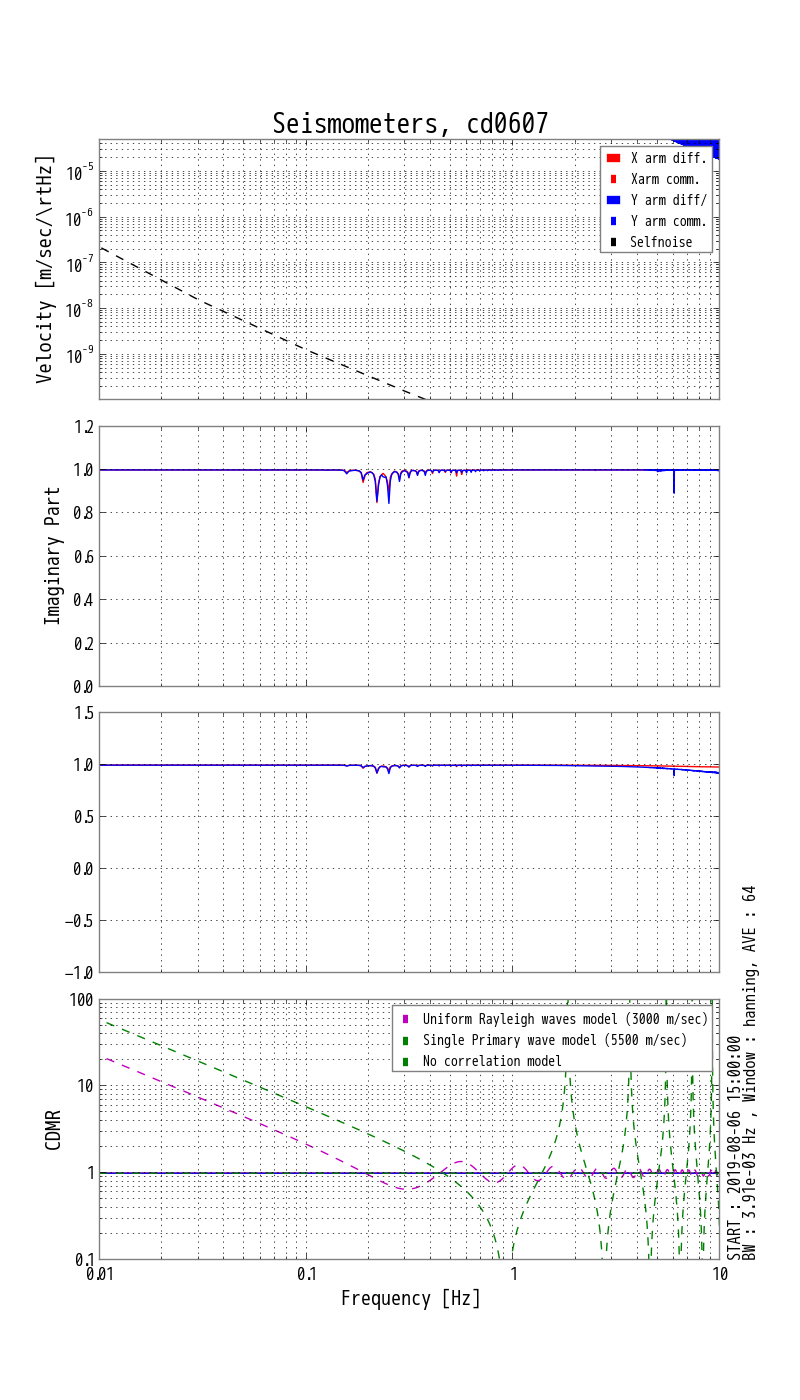 Seismometers, cd0607
Velocity [m/sec/\rtHz]
10^-5
10^-6
10^-7
10^-8
10^-9
X arm diff.
Xarm comm.
Y arm diff/
Y arm comm.
Selfnoise
Imaginary Part
1.2
1.0
0.8
0.6
0.4
0.2
0.0
1.5
1.0
0.5
0.0
−0.5
−1.0
CDMR
100
10
1
0.1
Uniform Rayleigh waves model (3000 m/sec)
Single Primary wave model (5500 m/sec)
No correlation model
0.01
0.1
1
10
Frequency [Hz]
START : 2019-08-06 15:00:00
BW : 3.91e-03 Hz , Window : hanning, AVE : 64